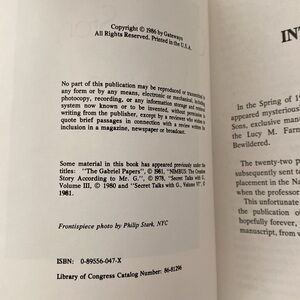 Copyright © 1986 by Gateways
All Rights Reserved. Printed in the U.S.A.
No part of this publication may be reproduced or transmitted in
any form or by any means, electronic or mechanical, including
photocopy, recording, or any information storage and retrieval
system now known or to be invented, without permission in
writing from the publisher, except by a reviewer who wishes to
quote brief passages in connection with a review written for
inclusion in a magazine, newspaper or broadcast.
Some material in this book has appeared previously under the
titles: "The Gabriel Papers", © 1981, "NIMBUS: The Creation
Story According to Mr. G.", © 1978, "Secret Talks with G.,
Volume III, © 1980 and "Secret Talks with G., Volume
1981.
Frontispiece photo by Philip Stark, NYC
ISBN: 0-89556-047-X
Library of Congress Catalog Number: 86-81296
INT
In the Spring of 19
appeared mysterious
Sons, exclusive manu
the Lucy M. Far
Bewildered.
The twenty-two p
subsequently sent to
placement in the Na
when the professor
This unfortunate
the publication of
hopefully forever,
manuscript, from w